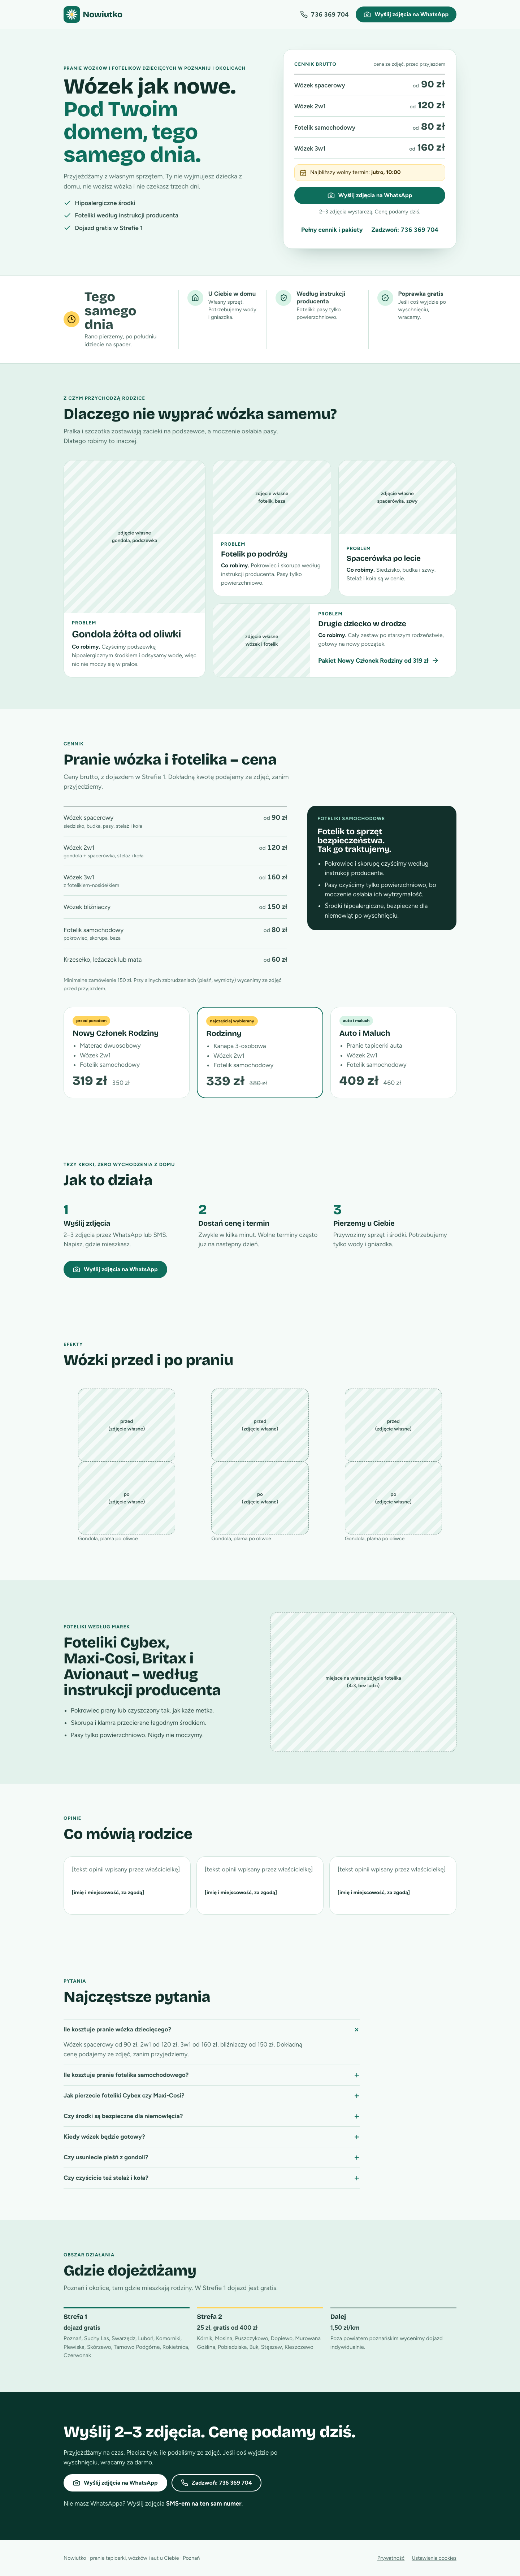 Nowiutko
736 369 704
Wyślij zdjęcia na WhatsApp
PRANIE WÓZKÓW I FOTELIKÓW DZIECIĘCYCH W POZNANIU I OKOLICACH
Wózek jak nowe.
Pod Twoim
domem, tego
samego dnia.
Przyjeżdżamy z własnym sprzętem. Ty nie wyjmujesz dziecka z
domu, nie wozisz wózka i nie czekasz trzech dni.
Hipoalergiczne środki
Foteliki według instrukcji producenta
Dojazd gratis w Strefie 1
CENNIK BRUTTO
cena ze zdjęć, przed przyjazdem
Wózek spacerowy
od 90 zł
Wózek 2w1
od 120 zł
Fotelik samochodowy
od 80 zł
Wózek 3w1
od 160 zł
Najbliższy wolny termin: jutro, 10:00
Wyślij zdjęcia na WhatsApp
2–3 zdjęcia wystarczą. Cenę podamy dziś.
Pełny cennik i pakiety
Zadzwoń: 736 369 704
Tego
samego
dnia
Rano pierzemy, po południu
idziecie na spacer.
U Ciebie w domu
Własny sprzęt.
Potrzebujemy wody
i gniazdka.
Według instrukcji
producenta
Foteliki: pasy tylko
powierzchniowo.
Poprawka gratis
Jeśli coś wyjdzie po
wyschnięciu,
wracamy.
Z CZYM PRZYCHODZĄ RODZICE
Dlaczego nie wyprać wózka samemu?
Pralka i szczotka zostawiają zacieki na podszewce, a moczenie osłabia pasy.
Dlatego robimy to inaczej.
zdjęcie własne
gondola, podszewka
PROBLEM
Gondola żółta od oliwki
Co robimy. Czyścimy podszewkę
hipoalergicznym środkiem i odsysamy wodę, więc
nic nie moczy się w pralce.
zdjęcie własne
fotelik, baza
PROBLEM
Fotelik po podróży
Co robimy. Pokrowiec i skorupa według
instrukcji producenta. Pasy tylko
powierzchniowo.
zdjęcie własne
spacerówka, szwy
PROBLEM
Spacerówka po lecie
Co robimy. Siedzisko, budka i szwy.
Stelaż i koła są w cenie.
zdjęcie własne
wózek i fotelik
PROBLEM
Drugie dziecko w drodze
Co robimy. Cały zestaw po starszym rodzeństwie,
gotowy na nowy początek.
Pakiet Nowy Członek Rodziny od 319 zł
CENNIK
Pranie wózka i fotelika – cena
Ceny brutto, z dojazdem w Strefie 1. Dokładną kwotę podajemy ze zdjęć, zanim
przyjedziemy.
Wózek spacerowy
siedzisko, budka, pasy, stelaż i koła
od 90 zł
Wózek 2w1
gondola + spacerówka, stelaż i koła
od 120 zł
Wózek 3w1
z fotelikiem-nosidełkiem
od 160 zł
Wózek bliźniaczy
od 150 zł
Fotelik samochodowy
pokrowiec, skorupa, baza
od 80 zł
Krzesełko, leżaczek lub mata
od 60 zł
Minimalne zamówienie 150 zł. Przy silnych zabrudzeniach (pleśń, wymioty) wycenimy ze zdjęć
przed przyjazdem.
FOTELIKI SAMOCHODOWE
Fotelik to sprzęt
bezpieczeństwa.
Tak go traktujemy.
Pokrowiec i skorupę czyścimy według
instrukcji producenta.
Pasy czyścimy tylko powierzchniowo, bo
moczenie osłabia ich wytrzymałość.
Środki hipoalergiczne, bezpieczne dla
niemowląt po wyschnięciu.
przed porodem
Nowy Członek Rodziny
Materac dwuosobowy
Wózek 2w1
Fotelik samochodowy
319 zł 350 zł
najczęściej wybierany
Rodzinny
Kanapa 3-osobowa
Wózek 2w1
Fotelik samochodowy
339 zł 380 zł
auto i maluch
Auto i Maluch
Pranie tapicerki auta
Wózek 2w1
Fotelik samochodowy
409 zł 460 zł
TRZY KROKI, ZERO WYCHODZENIA Z DOMU
Jak to działa
1
Wyślij zdjęcia
2–3 zdjęcia przez WhatsApp lub SMS.
Napisz, gdzie mieszkasz.
2
Dostań cenę i termin
Zwykle w kilka minut. Wolne terminy często
już na następny dzień.
3
Pierzemy u Ciebie
Przywozimy sprzęt i środki. Potrzebujemy
tylko wody i gniazdka.
Wyślij zdjęcia na WhatsApp
EFEKTY
Wózki przed i po praniu
przed
(zdjęcie własne)
po
(zdjęcie własne)
Gondola, plama po oliwce
przed
(zdjęcie własne)
po
(zdjęcie własne)
Gondola, plama po oliwce
przed
(zdjęcie własne)
po
(zdjęcie własne)
Gondola, plama po oliwce
FOTELIKI WEDŁUG MAREK
Foteliki Cybex,
Maxi-Cosi, Britax i
Avionaut – według
instrukcji producenta
Pokrowiec prany lub czyszczony tak, jak każe metka.
Skorupa i klamra przecierane łagodnym środkiem.
Pasy tylko powierzchniowo. Nigdy nie moczymy.
miejsce na własne zdjęcie fotelika
(4:3, bez ludzi)
OPINIE
Co mówią rodzice
[tekst opinii wpisany przez właścicielkę]
[imię i miejscowość, za zgodą]
[tekst opinii wpisany przez właścicielkę]
[imię i miejscowość, za zgodą]
[tekst opinii wpisany przez właścicielkę]
[imię i miejscowość, za zgodą]
PYTANIA
Najczęstsze pytania
Ile kosztuje pranie wózka dziecięcego?
Wózek spacerowy od 90 zł, 2w1 od 120 zł, 3w1 od 160 zł, bliźniaczy od 150 zł. Dokładną
cenę podajemy ze zdjęć, zanim przyjedziemy.
Ile kosztuje pranie fotelika samochodowego?
Jak pierzecie foteliki Cybex czy Maxi-Cosi?
Czy środki są bezpieczne dla niemowlęcia?
Kiedy wózek będzie gotowy?
Czy usuniecie pleśń z gondoli?
Czy czyścicie też stelaż i koła?
OBSZAR DZIAŁANIA
Gdzie dojeżdżamy
Poznań i okolice, tam gdzie mieszkają rodziny. W Strefie 1 dojazd jest gratis.
Strefa 1
dojazd gratis
Poznań, Suchy Las, Swarzędz, Luboń, Komorniki,
Plewiska, Skórzewo, Tarnowo Podgórne, Rokietnica,
Czerwonak
Strefa 2
25 zł, gratis od 400 zł
Kórnik, Mosina, Puszczykowo, Dopiewo, Murowana
Goślina, Pobiedziska, Buk, Stęszew, Kleszczewo
Dalej
1,50 zł/km
Poza powiatem poznańskim wycenimy dojazd
indywidualnie.
Wyślij 2–3 zdjęcia. Cenę podamy dziś.
Przyjeżdżamy na czas. Płacisz tyle, ile podaliśmy ze zdjęć. Jeśli coś wyjdzie po
wyschnięciu, wracamy za darmo.
Wyślij zdjęcia na WhatsApp
Zadzwoń: 736 369 704
Nie masz WhatsAppa? Wyślij zdjęcia SMS-em na ten sam numer.
Nowiutko · pranie tapicerki, wózków i aut u Ciebie · Poznań
Prywatność
Ustawienia cookies